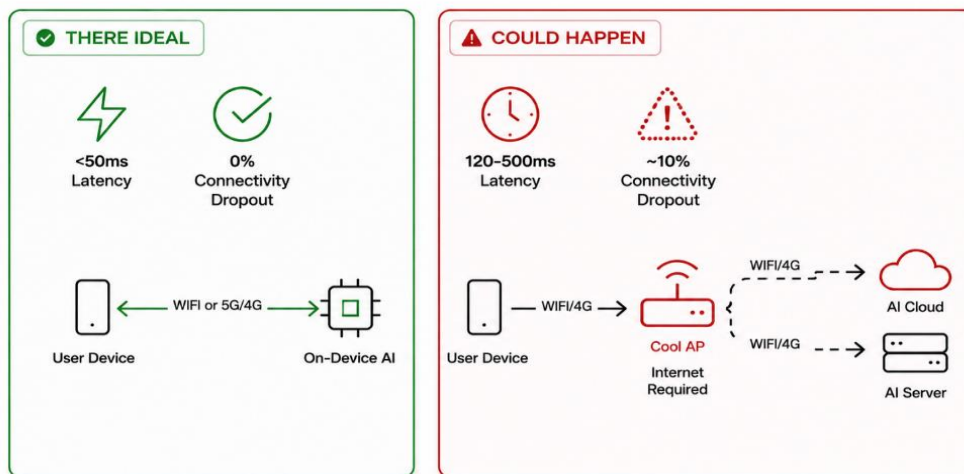 THERE IDEAL
<50ms
Latency
0%
Connectivity
Dropout
WIFI or 5G/4G
User Device
On-Device AI
COULD HAPPEN
120-500ms
Latency
~10%
Connectivity
Dropout
WIFI/4G
User Device
Cool AP
Internet
Required
WIFI/4G
AI Cloud
WIFI/4G
AI Server